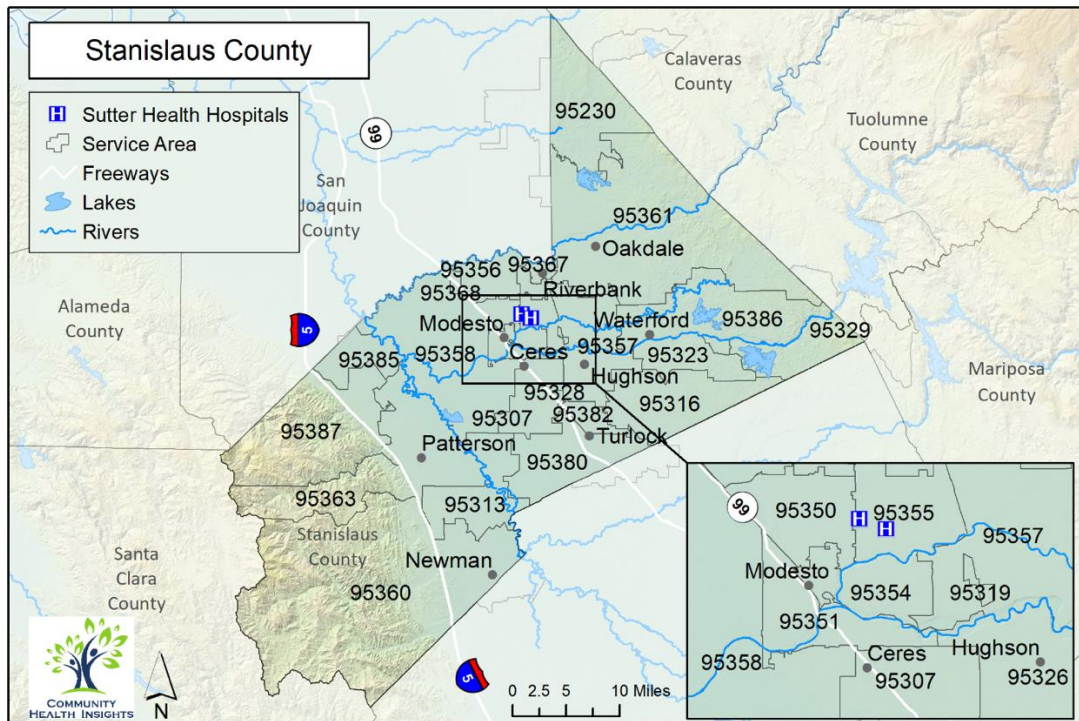 Stanislaus County
Sutter Health Hospitals
Service Area
Freeways
Lakes
Rivers
99
San
Joaquin
County
Calaveras
County
Tuolumne
County
95230
95361
Oakdale
95356
95367
Riverbank
95368
Alameda
County
5
Modesto
Waterford
95386
95329
95385
95358
Ceres
95357
95323
Hughson
Mariposa
County
95328
95316
95387
95307
95382
Patterson
Turlock
95380
95363
95313
Stanislaus
County
Santa
Clara
County
Newman
95360
5
99
95350
95355
95357
Modesto
95354
95319
95351
95358
Ceres
Hughson
95307
95326
COMMUNITY
HEALTH INSIGHTS
N
0 2.5 5 10 Miles